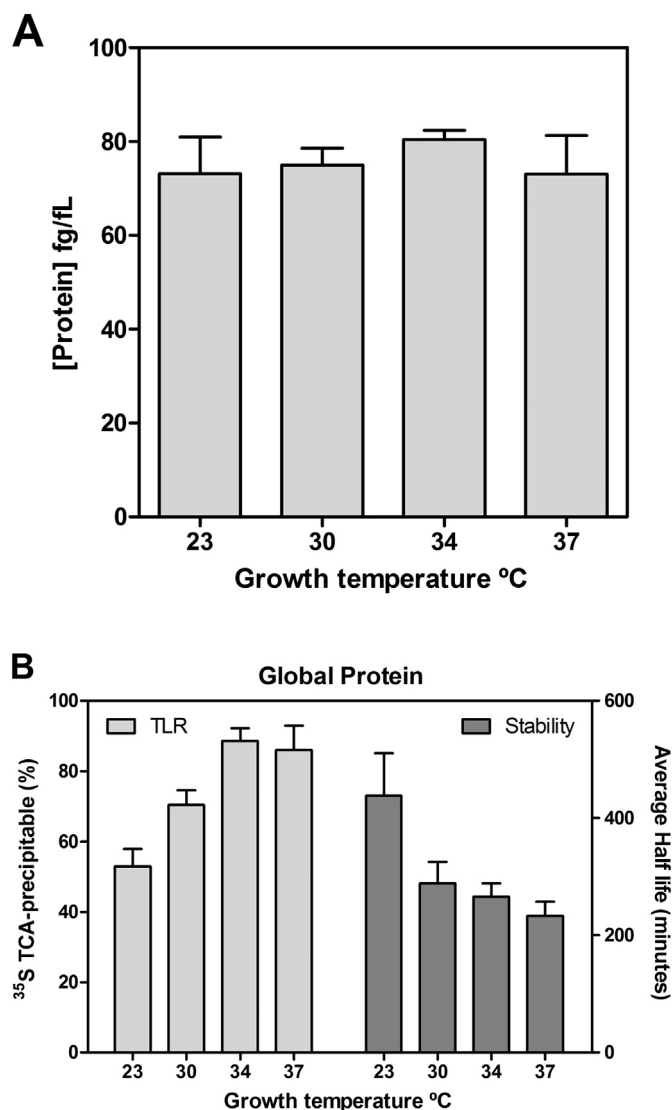 A
[Protein] fg/fL
100
80
60
40
20
0
23 30 34 37
Growth temperature ºC
B
Global Protein
TLR
Stability
³⁵S TCA-precipitable (%)
100
80
60
40
20
0
600
400
200
0
Average Half life (minutes)
23 30 34 37 23 30 34 37
Growth temperature ºC